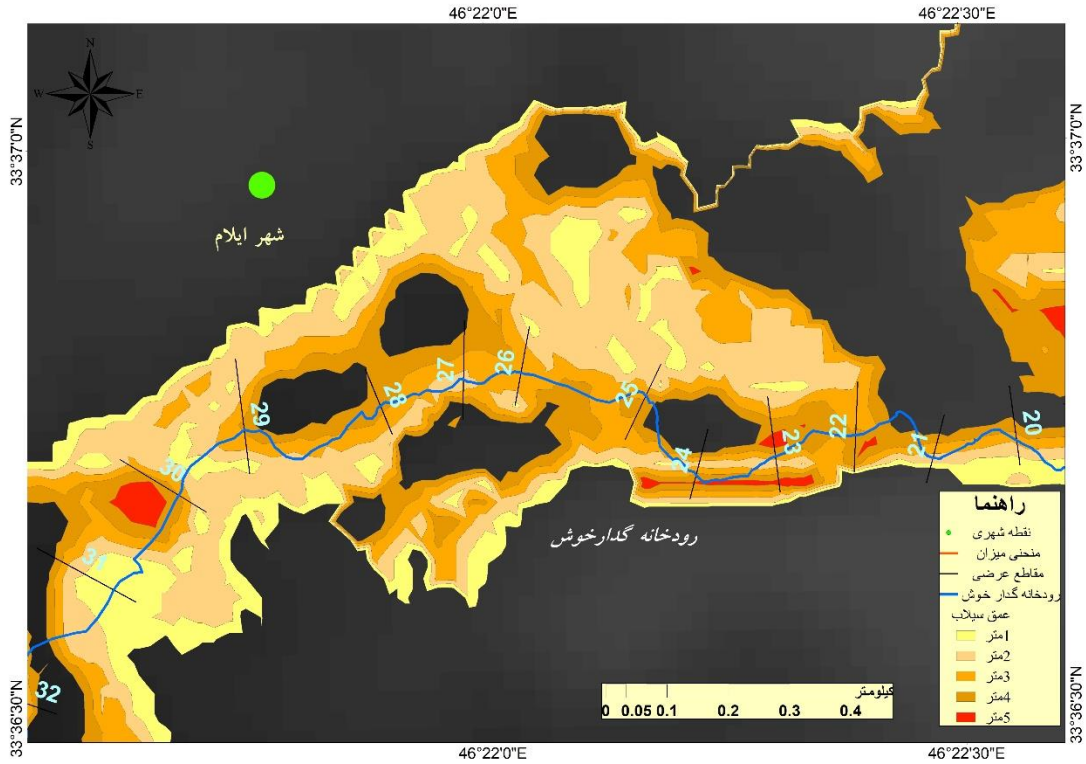 46°22'0"E
46°22'30"E
N
W
E
S
33°37'0"N
33°37'0"N
شهر ایلام
29
28
27
26
25
24
23
22
21
20
30
31
32
رودخانه گدارخوش
راهنما
نقطه شهری
منحنی میزان
مقاطع عرضی
رودخانه گدار خوش
عمق سیلاب
1متر
2متر
3متر
4متر
5متر
کیلومتر
0 0.05 0.1 0.2 0.3 0.4
33°36'30"N
33°36'30"N
46°22'0"E
46°22'30"E